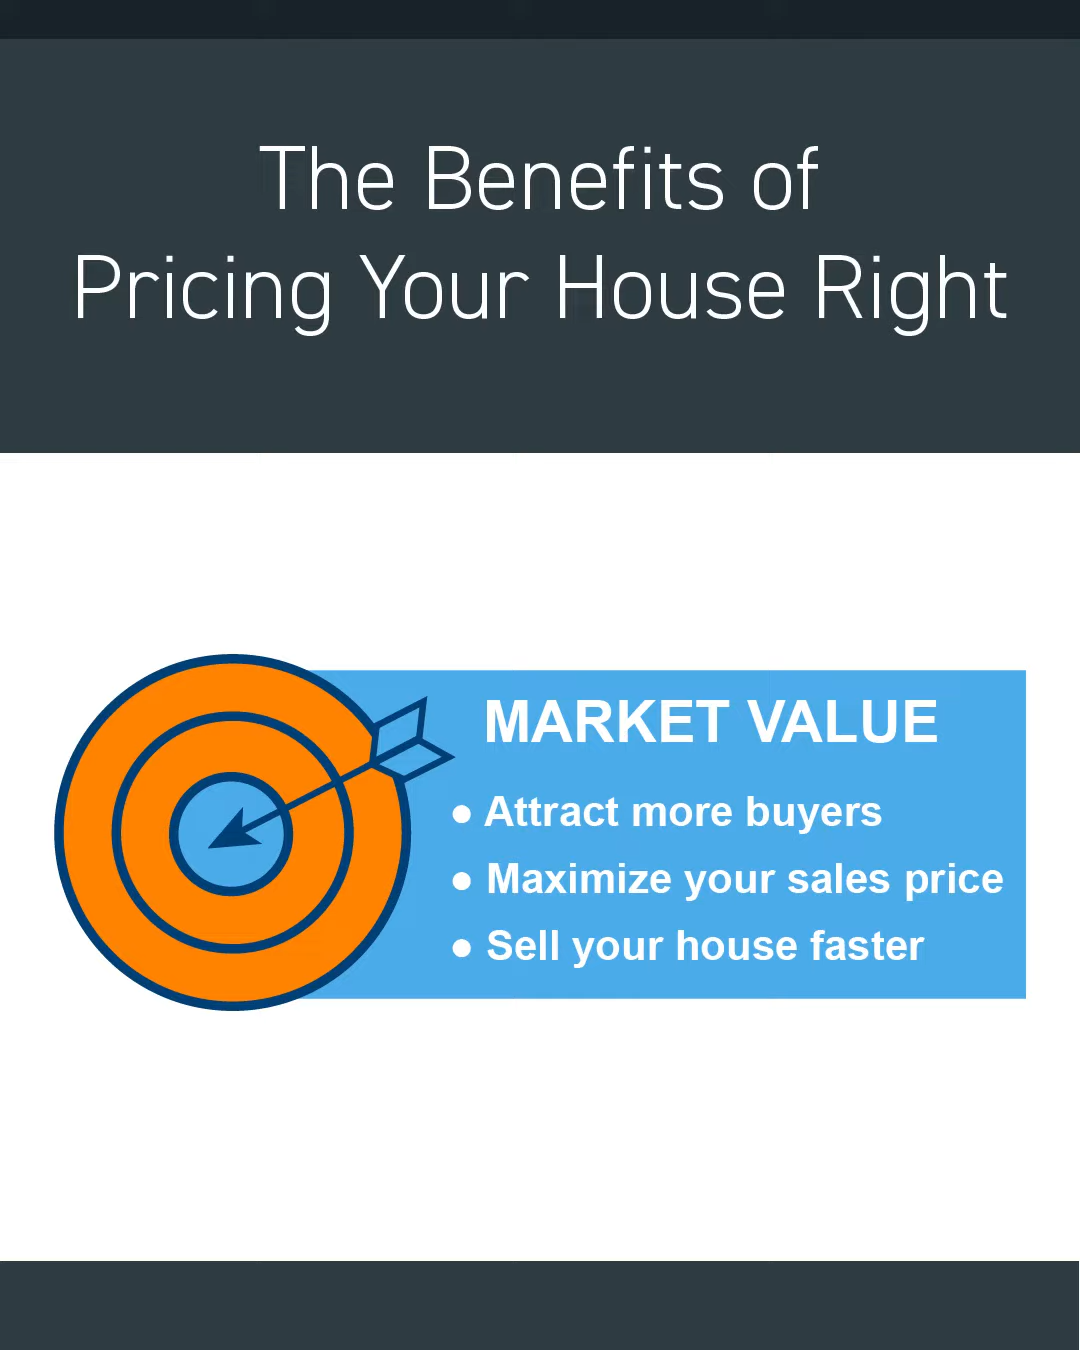 The Benefits of
Pricing Your House Right
MARKET VALUE
● Attract more buyers
● Maximize your sales price
● Sell your house faster